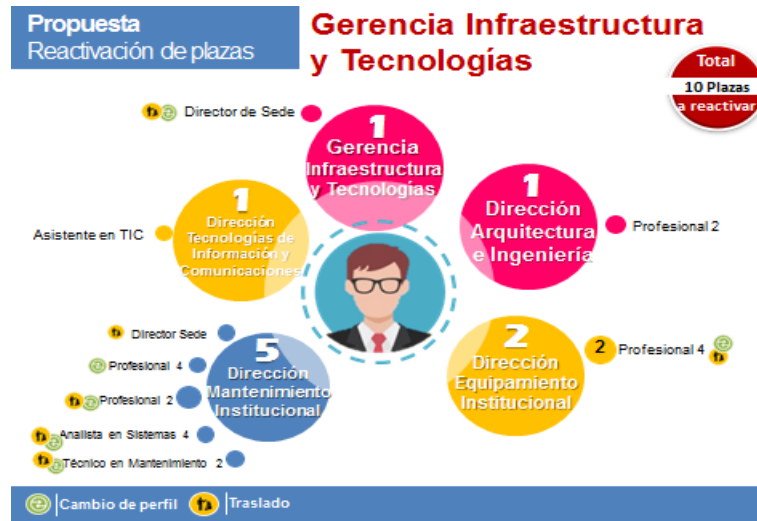 Propuesta
Reactivación de plazas
Gerencia Infraestructura
y Tecnologías
Total
10 Plazas
a reactivar
Director de Sede
1
Gerencia
Infraestructura
y Tecnologías
1
Dirección
Tecnologías de
Información y
Comunicaciones
Asistente en TIC
1
Dirección
Arquitectura
e Ingeniería
Profesional 2
Director Sede
Profesional 4
Profesional 2
Analista en Sistemas 4
Técnico en Mantenimiento 2
5
Dirección
Mantenimiento
Institucional
2
Dirección
Equipamiento
Institucional
2 Profesional 4
Cambio de perfil
Traslado